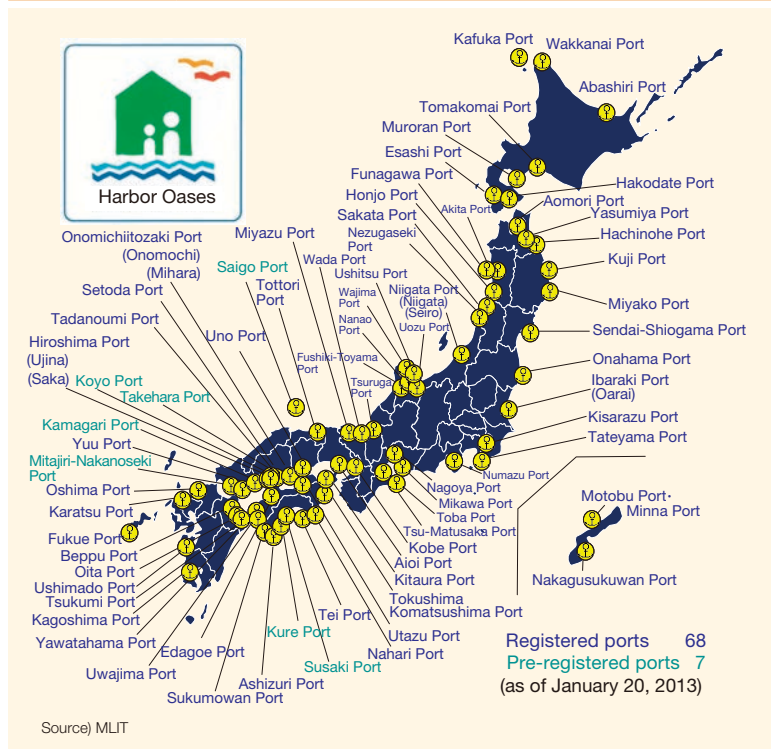 Harbor Oases
Kafuka Port
Wakkanai Port
Abashiri Port
Tomakomai Port
Muroran Port
Esashi Port
Hakodate Port
Funagawa Port
Honjo Port
Akita Port
Aomori Port
Yasumiya Port
Hachinohe Port
Sakata Port
Nezugaseki
Port
Kuji Port
Miyako Port
Sendai-Shiogama Port
Onahama Port
Ibaraki Port
(Oarai)
Kisarazu Port
Tateyama Port
Onomichiitozaki Port
(Onomochi)
(Mihara)
Miyazu Port
Wada Port
Saigo Port
Tottori
Port
Ushitsu Port
Wajima
Port
Niigata Port
(Niigata)
(Seiro)
Nanao
Port
Uozu Port
Fushiki-Toyama
Port
Tsuruga
Port
Setoda Port
Tadanoumi Port
Uno Port
Hiroshima Port
(Ujina)
(Saka)
Koyo Port
Takehara Port
Kamagari Port
Yuu Port
Mitajiri-Nakanoseki
Port
Oshima Port
Karatsu Port
Fukue Port
Beppu Port
Oita Port
Ushimado Port
Tsukumi Port
Kagoshima Port
Yawatahama Port
Uwajima Port
Edagoe Port
Sukumowan Port
Ashizuri Port
Susaki Port
Kure Port
Tei Port
Nahari Port
Utazu Port
Tokushima
Komatsushima Port
Kitaura Port
Aioi Port
Kobe Port
Tsu-Matusaka Port
Toba Port
Mikawa Port
Nagoya Port
Numazu Port
Motobu Port·
Minna Port
Nakagusukuwan Port
Registered ports 68
Pre-registered ports 7
(as of January 20, 2013)
Source) MLIT